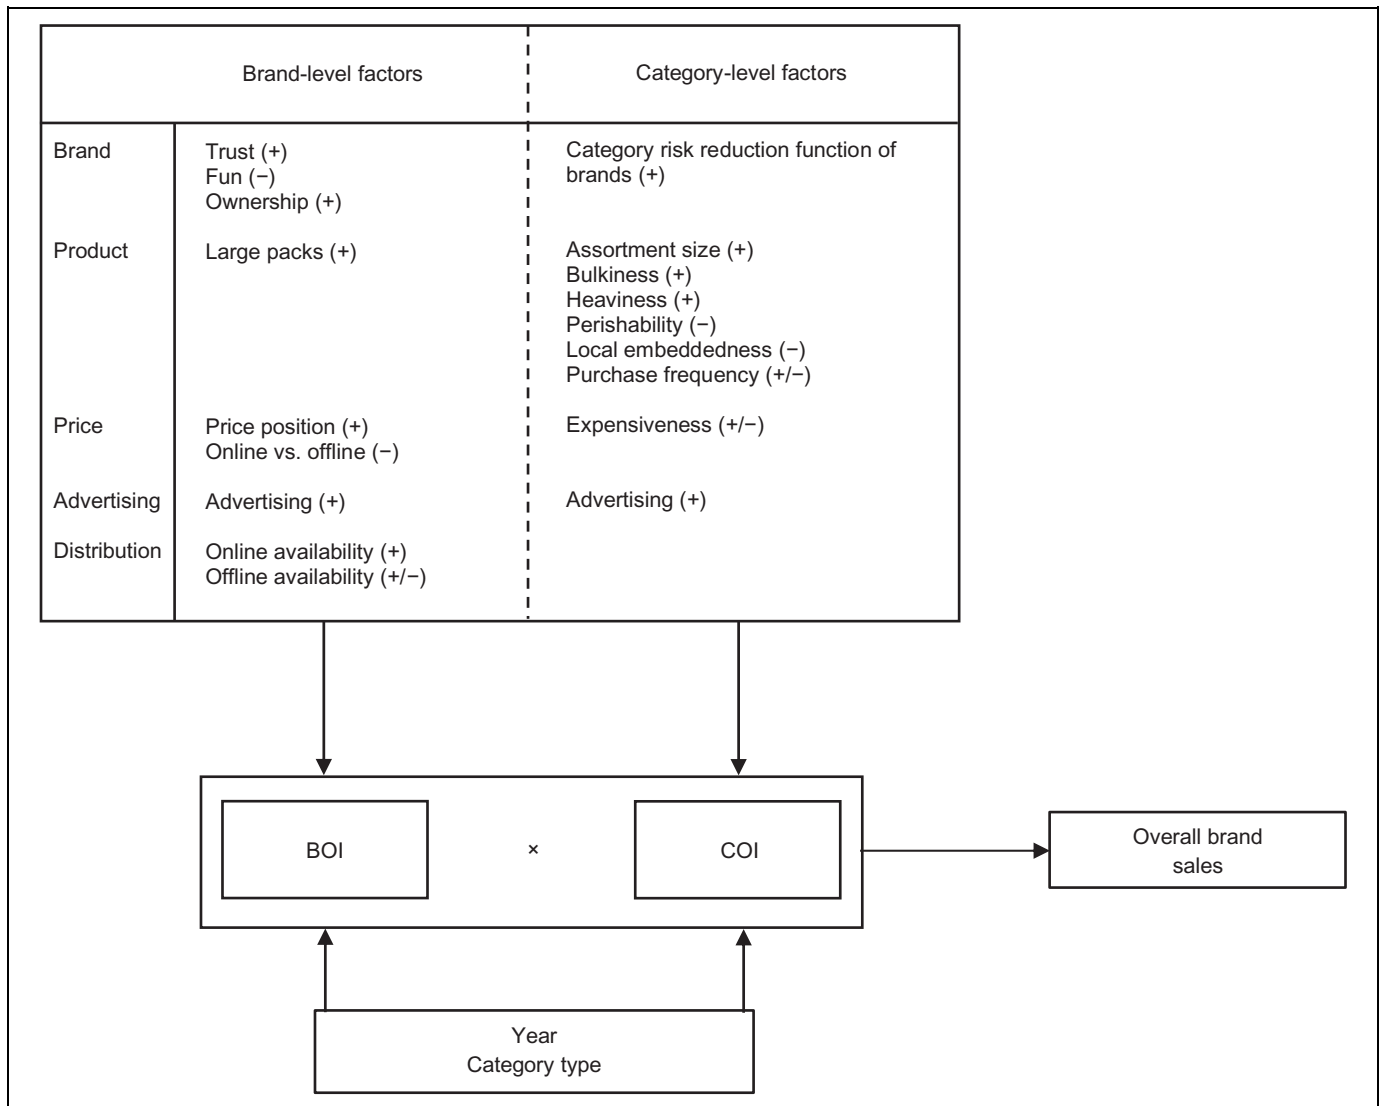 Brand-level factors
Category-level factors
Brand
Trust (+)
Fun (−)
Ownership (+)
Category risk reduction function of
brands (+)
Product
Large packs (+)
Assortment size (+)
Bulkiness (+)
Heaviness (+)
Perishability (−)
Local embeddedness (−)
Purchase frequency (+/−)
Price
Price position (+)
Online vs. offline (−)
Expensiveness (+/−)
Advertising
Advertising (+)
Advertising (+)
Distribution
Online availability (+)
Offline availability (+/−)
BOI
×
COI
Overall brand
sales
Year
Category type